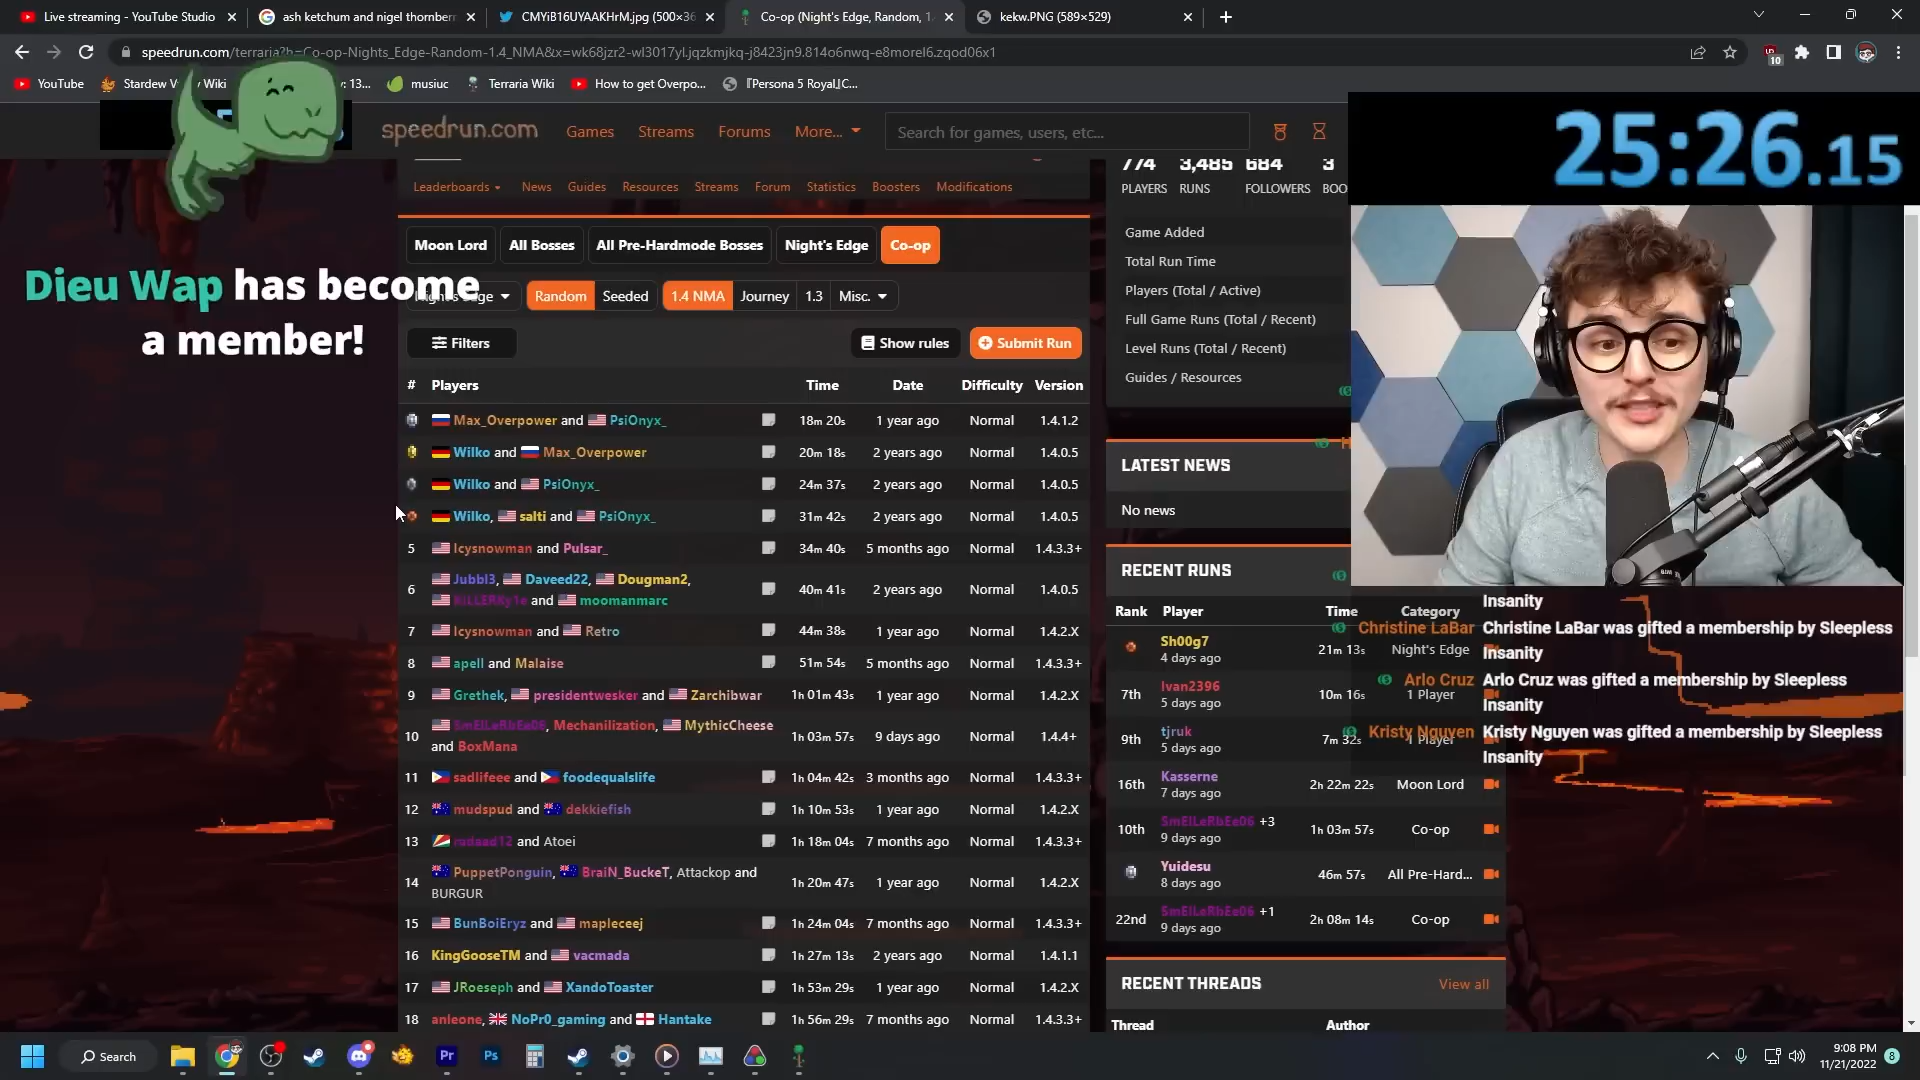 Live streaming - YouTube Studio
ash ketchum and nigel thornberr
CMYiB16UYAAKHrM.jpg (500×36
Co-op (Night's Edge, Random, 1.
kekw.PNG (589×529)
speedrun.com/terraria?h=Co-op-Nights_Edge-Random-1.4_NMA&x=wk68jzr2-wl3017yl.jqzkmjkq-j8423jn9.814o6nwq-e8morel6.zqod06x1
10
YouTube
Wiki
13...
musiuc
Terraria Wiki
How to get Overpo...
『Persona 5 Royal』C...
speedrun.com
Games
Streams
Forums
More...
Search for games, users, etc...
25:26.15
Leaderboards
News
Guides
Resources
Streams
Forum
Statistics
Boosters
Modifications
774 3,485 684 3
PLAYERS RUNS FOLLOWERS BOO
Moon Lord
All Bosses
All Pre-Hardmode Bosses
Night's Edge
Co-op
Dieu Wap has become
a member!
Random
Seeded
1.4 NMA
Journey
1.3
Misc.
Game Added
Total Run Time
Players (Total / Active)
Full Game Runs (Total / Recent)
Level Runs (Total / Recent)
Guides / Resources
Filters
Show rules
Submit Run
# Players Time Date Difficulty Version
Max_Overpower and PsiOnyx_ 18m 20s 1 year ago Normal 1.4.1.2
Wilko and Max_Overpower 20m 18s 2 years ago Normal 1.4.0.5
Wilko and PsiOnyx_ 24m 37s 2 years ago Normal 1.4.0.5
Wilko, salti and PsiOnyx_ 31m 42s 2 years ago Normal 1.4.0.5
5 Icysnowman and Pulsar_ 34m 40s 5 months ago Normal 1.4.3.3+
6 Jubbl3, Daveed22, Dougman2,
and moomanmarc 40m 41s 2 years ago Normal 1.4.0.5
7 Icysnowman and Retro 44m 38s 1 year ago Normal 1.4.2.X
8 apell and Malaise 51m 54s 5 months ago Normal 1.4.3.3+
9 Grethek, presidentwesker and Zarchibwar 1h 01m 43s 1 year ago Normal 1.4.2.X
10 SmElLeRbEe06, Mechanilization, MythicCheese
and BoxMana 1h 03m 57s 9 days ago Normal 1.4.4+
11 sadlifeee and foodequalslife 1h 04m 42s 3 months ago Normal 1.4.3.3+
12 mudspud and dekkiefish 1h 10m 53s 1 year ago Normal 1.4.2.X
13 and Atoei 1h 18m 04s 7 months ago Normal 1.4.3.3+
14 PuppetPonguin, BraiN_BuckeT, Attackop and
BURGUR 1h 20m 47s 1 year ago Normal 1.4.2.X
15 BunBoiEryz and mapleceej 1h 24m 04s 7 months ago Normal 1.4.3.3+
16 KingGooseTM and vacmada 1h 27m 13s 2 years ago Normal 1.4.1.1
17 JRoeseph and XandoToaster 1h 53m 29s 1 year ago Normal 1.4.2.X
18 anleone, NoPr0_gaming and Hantake 1h 56m 29s 7 months ago Normal 1.4.3.3+
LATEST NEWS
No news
RECENT RUNS
Rank Player Time Category
Sh00g7
4 days ago
21m 13s Night's Edge
7th Ivan2396
5 days ago
10m 16s 1 Player
9th tjruk
5 days ago
7m 32s 1 Player
16th Kasserne
7 days ago
2h 22m 22s Moon Lord
10th SmElLeRbEe06 +3
9 days ago
1h 03m 57s Co-op
Yuidesu
8 days ago
46m 57s All Pre-Hard...
22nd SmElLeRbEe06 +1
9 days ago
2h 08m 14s Co-op
RECENT THREADS
View all
Thread Author
Insanity
Christine LaBar Christine LaBar was gifted a membership by Sleepless
Insanity
Arlo Cruz Arlo Cruz was gifted a membership by Sleepless
Insanity
Kristy Nguyen Kristy Nguyen was gifted a membership by Sleepless
Insanity
Search
Pr
Ps
9:08 PM
11/21/2022
8